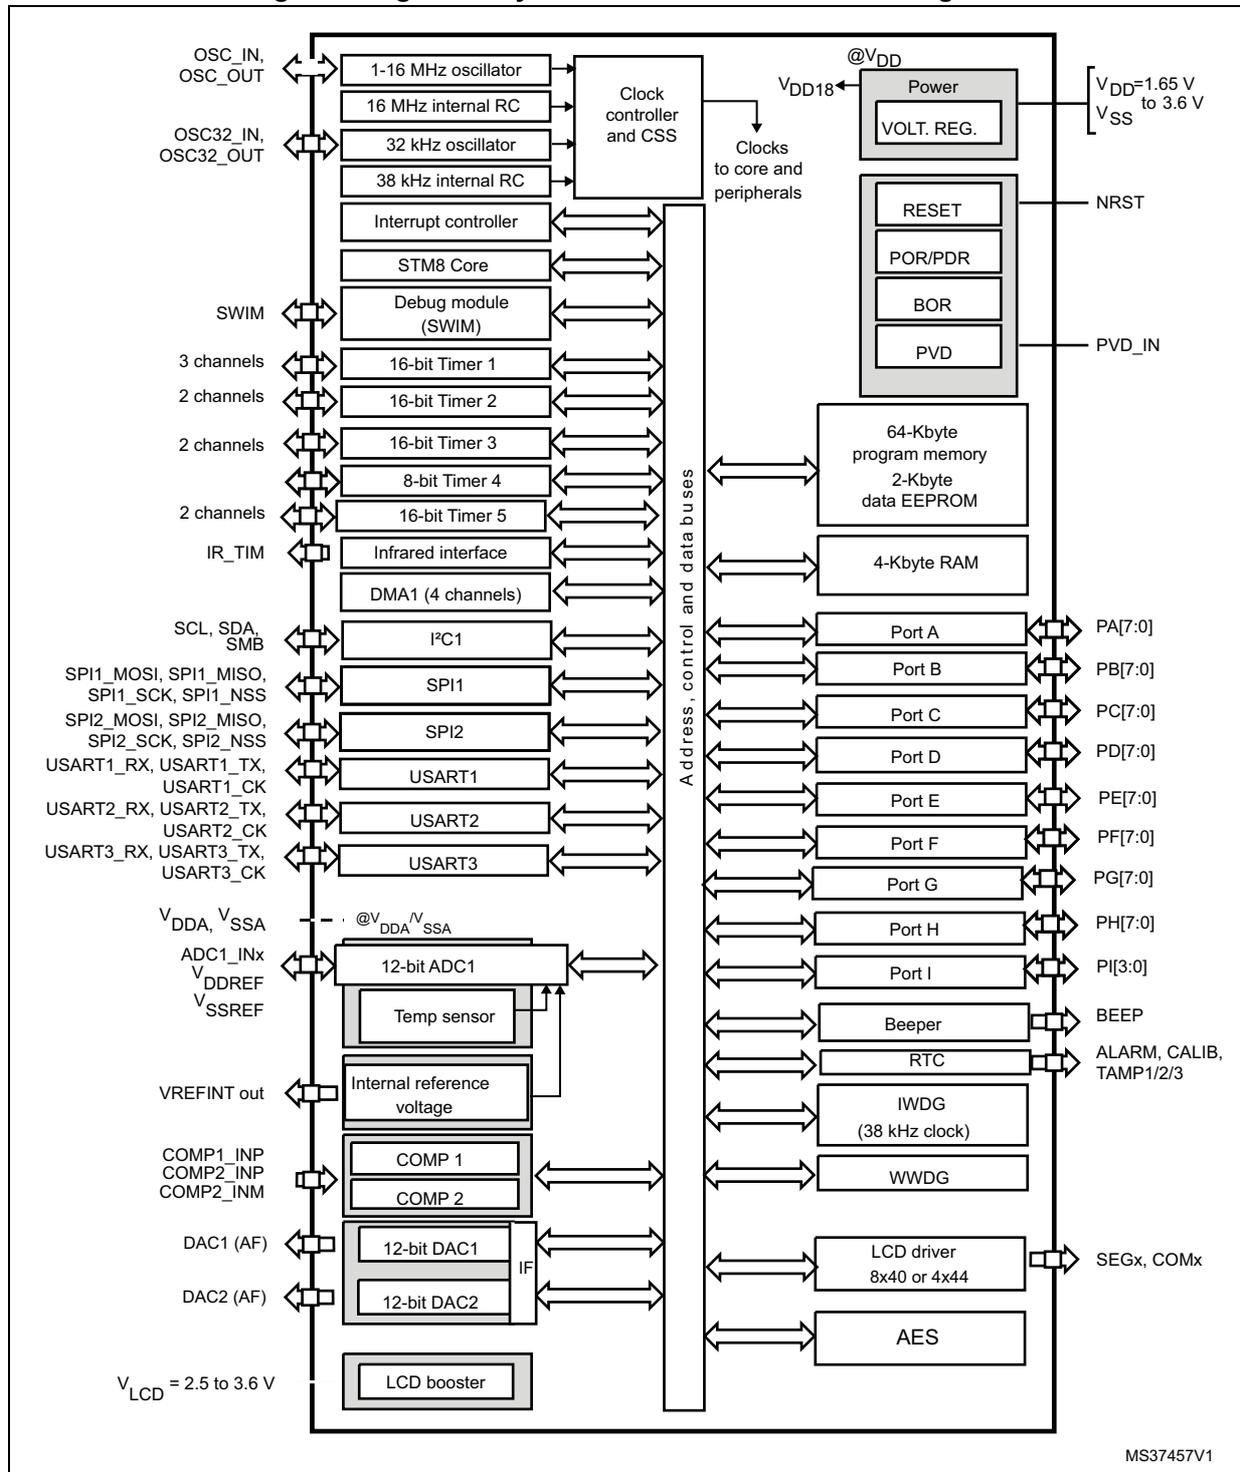 OSC_IN,
OSC_OUT
1-16 MHz oscillator
16 MHz internal RC
OSC32_IN,
OSC32_OUT
32 kHz oscillator
38 kHz internal RC
Clock
controller
and CSS
Clocks
to core and
peripherals
@VDD
VDD18
Power
VOLT. REG.
VDD=1.65 V
to 3.6 V
VSS
RESET
NRST
POR/PDR
BOR
PVD
PVD_IN
Interrupt controller
STM8 Core
SWIM
Debug module
(SWIM)
3 channels
16-bit Timer 1
2 channels
16-bit Timer 2
2 channels
16-bit Timer 3
8-bit Timer 4
2 channels
16-bit Timer 5
IR_TIM
Infrared interface
DMA1 (4 channels)
SCL, SDA,
SMB
I²C1
SPI1_MOSI, SPI1_MISO,
SPI1_SCK, SPI1_NSS
SPI1
SPI2_MOSI, SPI2_MISO,
SPI2_SCK, SPI2_NSS
SPI2
USART1_RX, USART1_TX,
USART1_CK
USART1
USART2_RX, USART2_TX,
USART2_CK
USART2
USART3_RX, USART3_TX,
USART3_CK
USART3
VDDA, VSSA
@VDDA/VSSA
ADC1_INx
VDDREF
VSSREF
12-bit ADC1
Temp sensor
VREFINT out
Internal reference
voltage
COMP1_INP
COMP2_INP
COMP2_INM
COMP 1
COMP 2
DAC1 (AF)
12-bit DAC1
IF
DAC2 (AF)
12-bit DAC2
VLCD = 2.5 to 3.6 V
LCD booster
Address, control and data buses
64-Kbyte
program memory
2-Kbyte
data EEPROM
4-Kbyte RAM
Port A
PA[7:0]
Port B
PB[7:0]
Port C
PC[7:0]
Port D
PD[7:0]
Port E
PE[7:0]
Port F
PF[7:0]
Port G
PG[7:0]
Port H
PH[7:0]
Port I
PI[3:0]
Beeper
BEEP
RTC
ALARM, CALIB,
TAMP1/2/3
IWDG
(38 kHz clock)
WWDG
LCD driver
8x40 or 4x44
SEGx, COMx
AES
MS37457V1